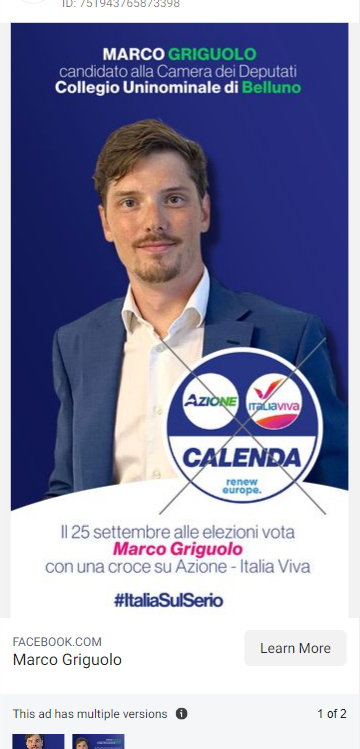 ID: 751943765873398
MARCO GRIGUOLO
candidato alla Camera dei Deputati
Collegio Uninominale di Belluno
AZIONE
ITALIAVIVA
CALENDA
renew
europe.
Il 25 settembre alle elezioni vota
Marco Griguolo
con una croce su Azione - Italia Viva
#ItaliaSulSerio
FACEBOOK.COM
Marco Griguolo
Learn More
This ad has multiple versions
1 of 2